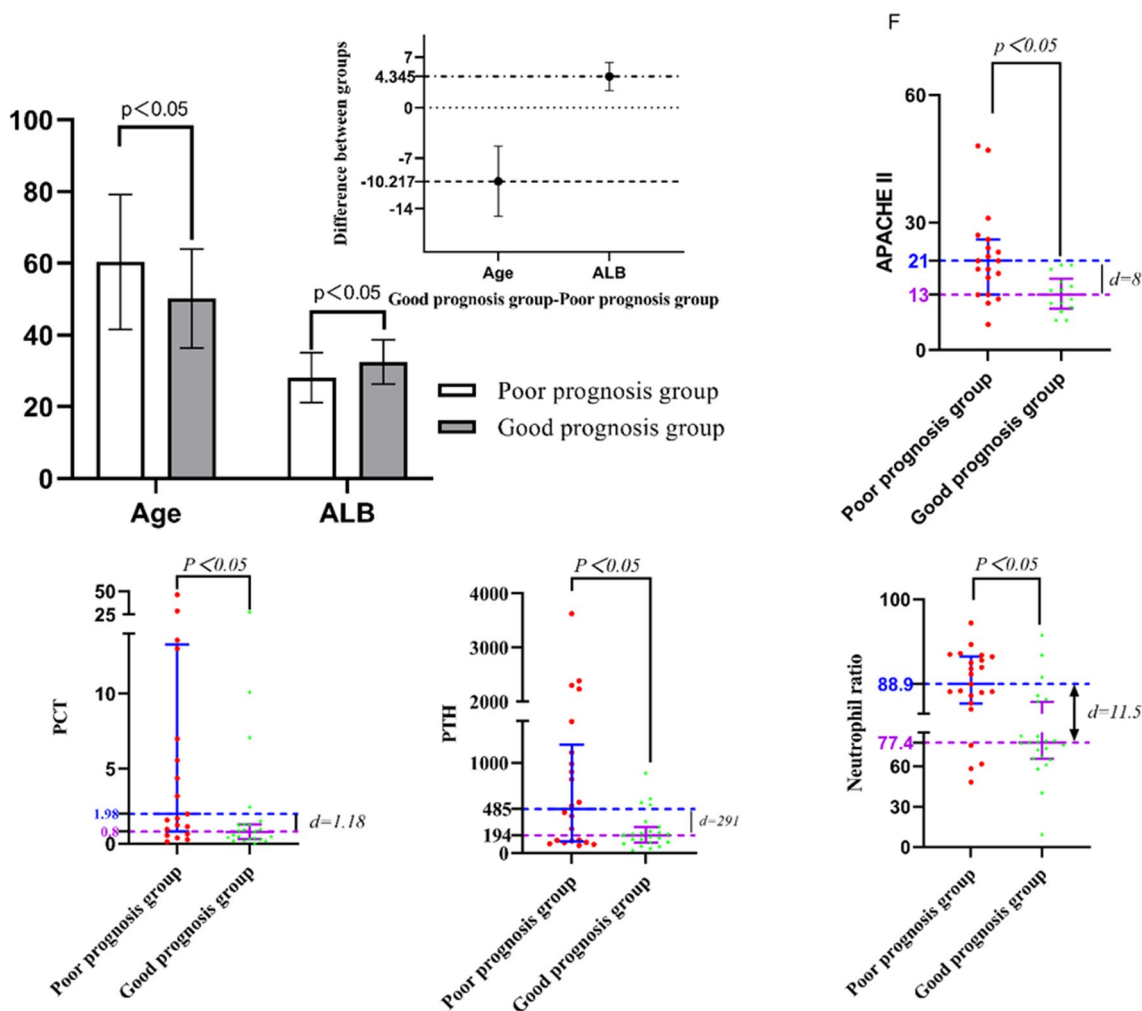 100
80
60
40
20
0
p<0.05
p<0.05
Age
ALB
Difference between groups
7
4.345
0
-7
-10.217
-14
Age
ALB
Good prognosis group-Poor prognosis group
Poor prognosis group
Good prognosis group
F
p<0.05
APACHE II
60
30
21
13
0
d=8
Poor prognosis group
Good prognosis group
P<0.05
PCT
50
25
10
5
1.98
0.8
0
d=1.18
Poor prognosis group
Good prognosis group
P<0.05
PTH
4000
3000
2000
1000
485
194
0
d=291
Poor prognosis group
Good prognosis group
P<0.05
Neutrophil ratio
100
88.9
77.4
60
30
0
d=11.5
Poor prognosis group
Good prognosis group